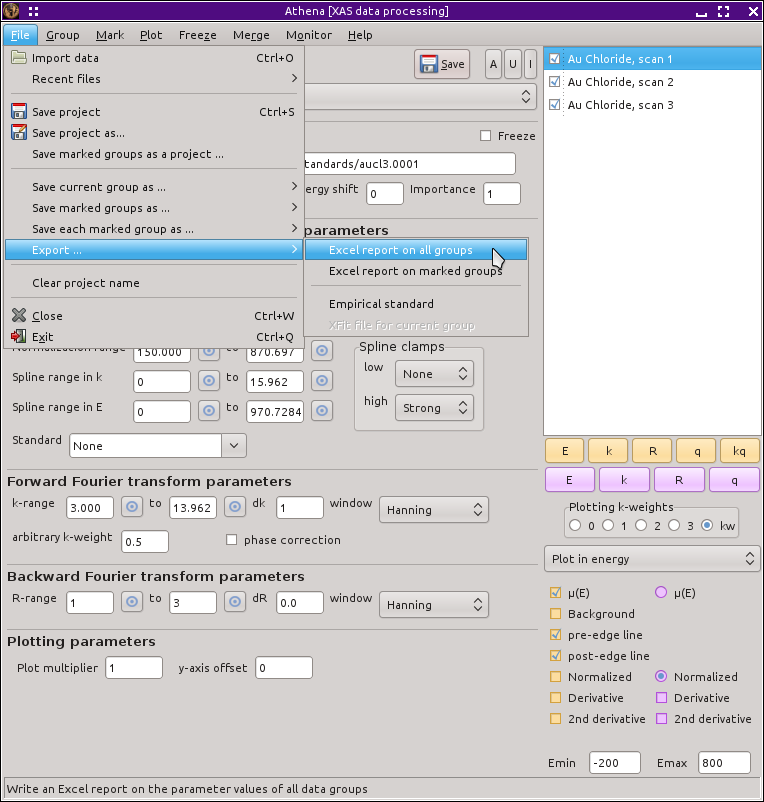 Athena [XAS data processing]
File Group Mark Plot Freeze Merge Monitor Help
Import data Ctrl+O
Recent files
Save project Ctrl+S
Save project as...
Save marked groups as a project ...
Save current group as ...
Save marked groups as ...
Save each marked group as ...
Export ...
Clear project name
Close Ctrl+W
Exit Ctrl+Q
Excel report on all groups
Excel report on marked groups
Empirical standard
XFit file for current group
Save A U I
Freeze
tandards/aucl3.0001
ergy shift 0 Importance 1
parameters
Normalization range 150.000 to 870.697
Spline range in k 0 to 15.962
Spline range in E 0 to 970.7284
Spline clamps
low None
high Strong
Standard None
Forward Fourier transform parameters
k-range 3.000 to 13.962 dk 1 window Hanning
arbitrary k-weight 0.5 phase correction
Backward Fourier transform parameters
R-range 1 to 3 dR 0.0 window Hanning
Plotting parameters
Plot multiplier 1 y-axis offset 0
Au Chloride, scan 1
Au Chloride, scan 2
Au Chloride, scan 3
E k R q kq
E k R q
Plotting k-weights
0 1 2 3 kw
Plot in energy
μ(E) μ(E)
Background
pre-edge line
post-edge line
Normalized Normalized
Derivative Derivative
2nd derivative 2nd derivative
Emin -200 Emax 800
Write an Excel report on the parameter values of all data groups